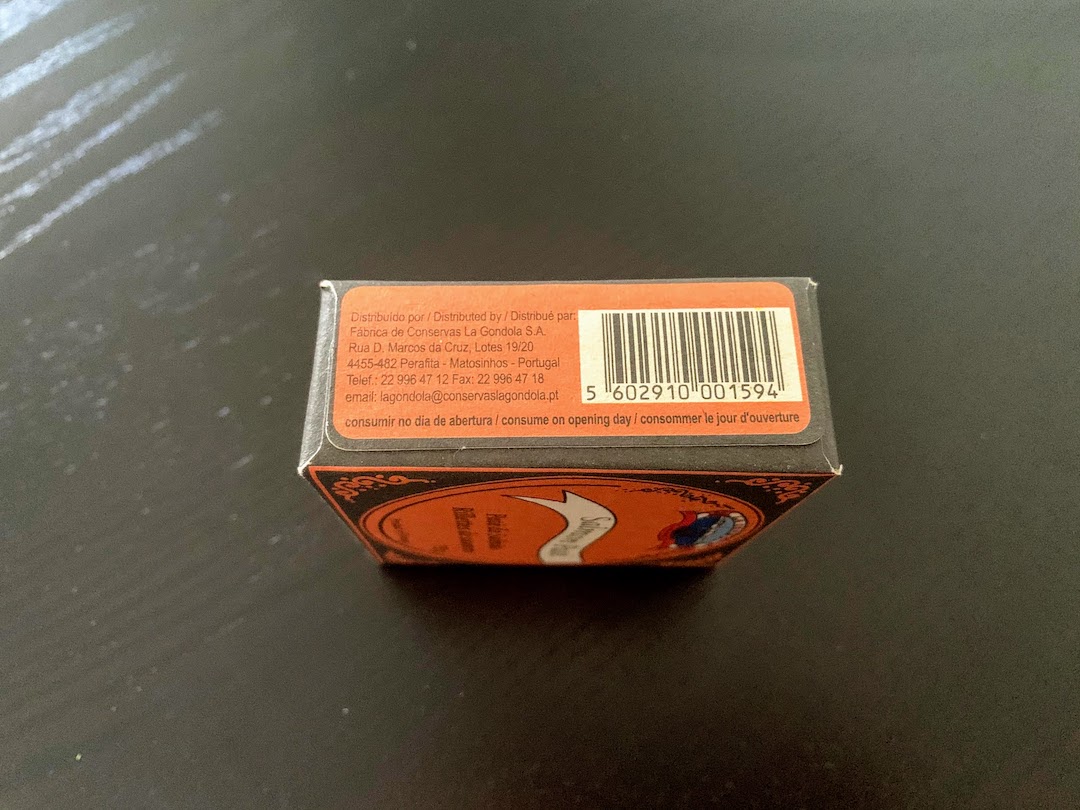 Distribuído por / Distributed by / Distribué par:
Fábrica de Conservas La Gondola S.A.
Rua D. Marcos da Cruz, Lotes 19/20
4455-482 Perafita - Matosinhos - Portugal
Telef.: 22 996 47 12 Fax: 22 996 47 18
email: lagondola@conservaslagondola.pt
5 602910 001594
consumir no dia de abertura / consume on opening day / consommer le jour d'ouverture
Salmon